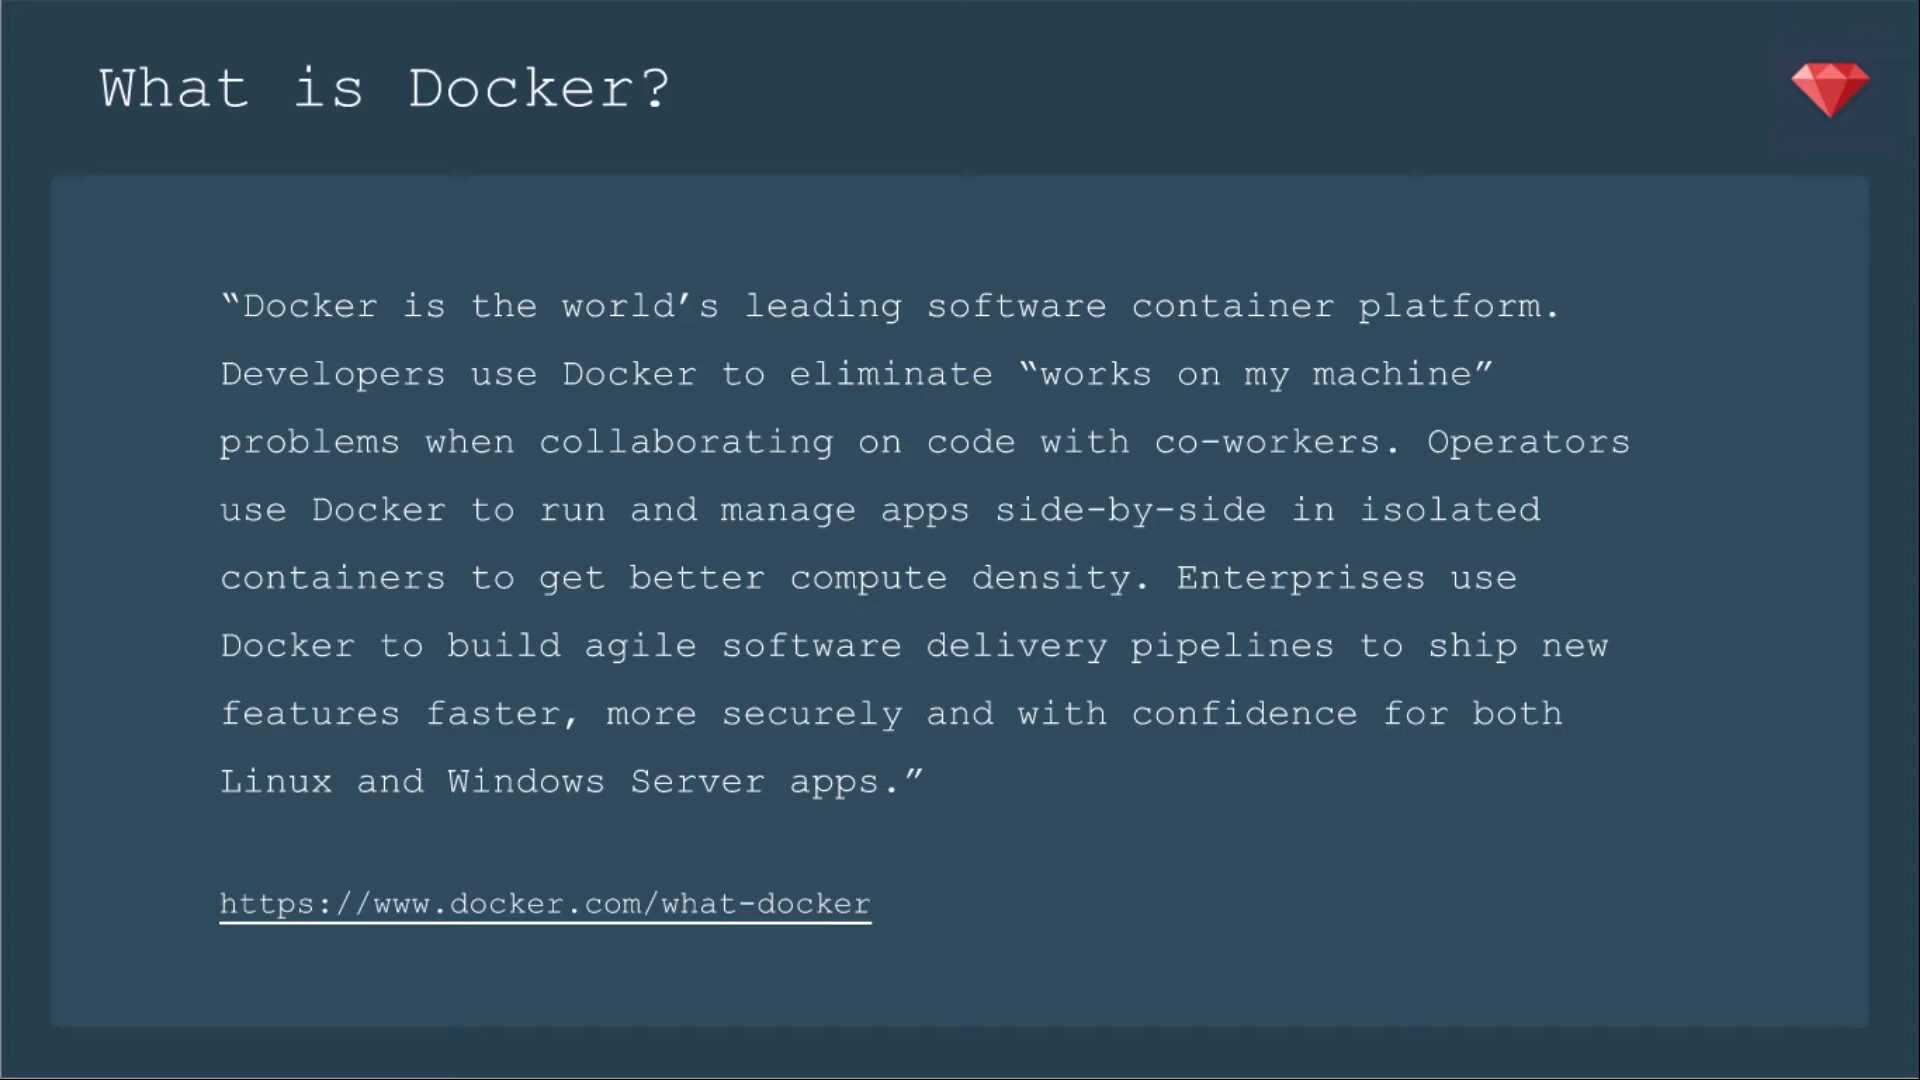 What is Docker?
“Docker is the world’s leading software container platform.
Developers use Docker to eliminate “works on my machine”
problems when collaborating on code with co-workers. Operators
use Docker to run and manage apps side-by-side in isolated
containers to get better compute density. Enterprises use
Docker to build agile software delivery pipelines to ship new
features faster, more securely and with confidence for both
Linux and Windows Server apps.”
https://www.docker.com/what-docker